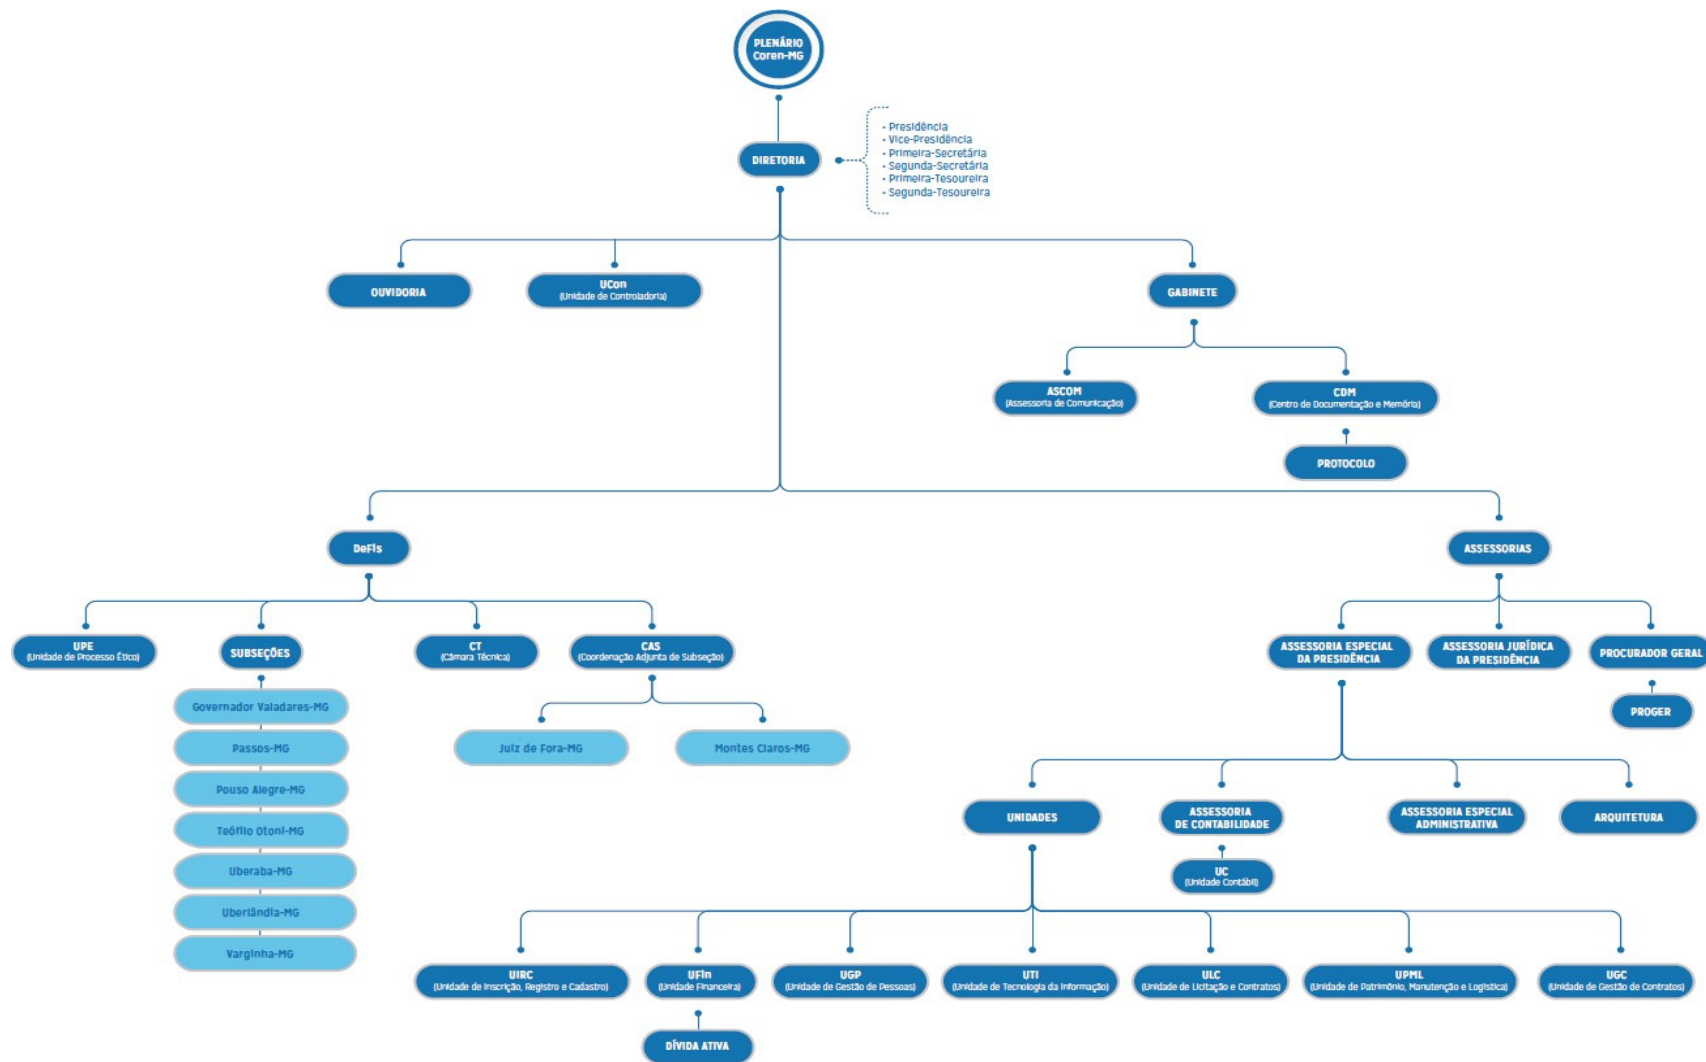 PLENÁRIO
Coren-MG
DIRETORIA
- Presidência
- Vice-Presidência
- Primeira-Secretária
- Segunda-Secretária
- Primeira-Tesoureira
- Segunda-Tesoureira
OUVIDORIA
UCon
(Unidade de Controladoria)
GABINETE
ASCOM
(Assessoria de Comunicação)
CDM
(Centro de Documentação e Memória)
PROTOCOLO
DeFis
ASSESSORIAS
UPE
(Unidade de Processo Ético)
SUBSEÇÕES
CT
(Câmara Técnica)
CAS
(Coordenação Adjunta de Subseção)
ASSESSORIA ESPECIAL
DA PRESIDÊNCIA
ASSESSORIA JURÍDICA
DA PRESIDÊNCIA
PROCURADOR GERAL
PROGER
Governador Valadares-MG
Passos-MG
Pouso Alegre-MG
Teófilo Otoni-MG
Uberaba-MG
Uberlândia-MG
Varginha-MG
Juiz de Fora-MG
Montes Claros-MG
UNIDADES
ASSESSORIA
DE CONTABILIDADE
ASSESSORIA ESPECIAL
ADMINISTRATIVA
ARQUITETURA
UC
(Unidade Contábil)
UIRC
(Unidade de Inscrição, Registro e Cadastro)
UFin
(Unidade Financeira)
UGP
(Unidade de Gestão de Pessoas)
UTI
(Unidade de Tecnologia da Informação)
ULC
(Unidade de Licitação e Contratos)
UPML
(Unidade de Patrimônio, Manutenção e Logística)
UGC
(Unidade de Gestão de Contratos)
DÍVIDA ATIVA